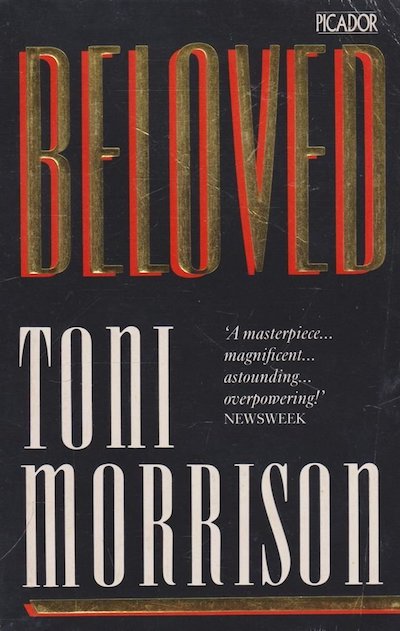 PICADOR
BELOVED
TONI
MORRISON
‘A masterpiece...
magnificent...
astounding...
overpowering!’
NEWSWEEK